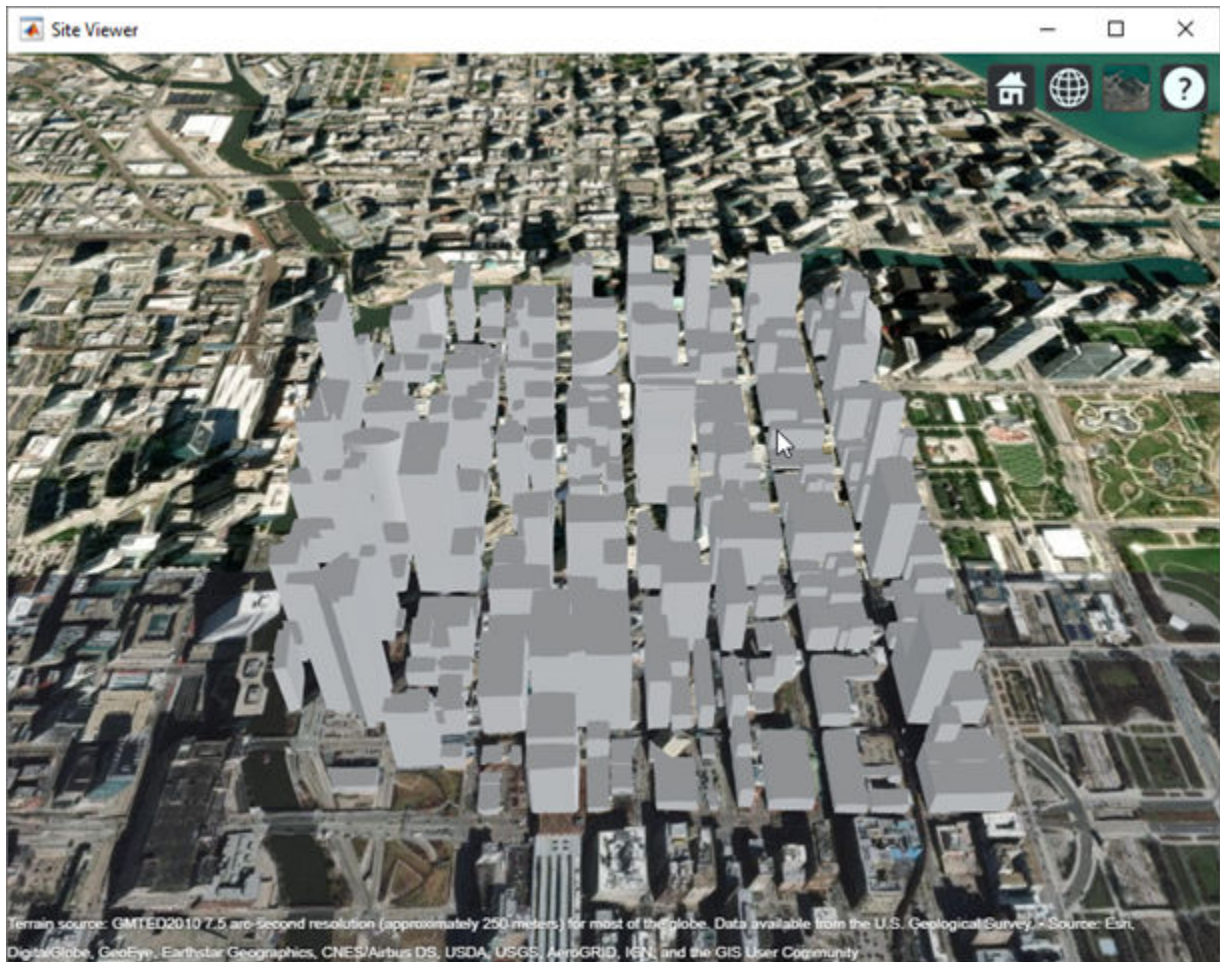 Site Viewer
?
Terrain source: GMTED2010 7.5 arc-second resolution (approximately 250 meters) for most of the globe. Data available from the U.S. Geological Survey. - Source: Esri,
DigitalGlobe, GeoEye, Earthstar Geographics, CNES/Airbus DS, USDA, USGS, AeroGRID, IGN, and the GIS User Community